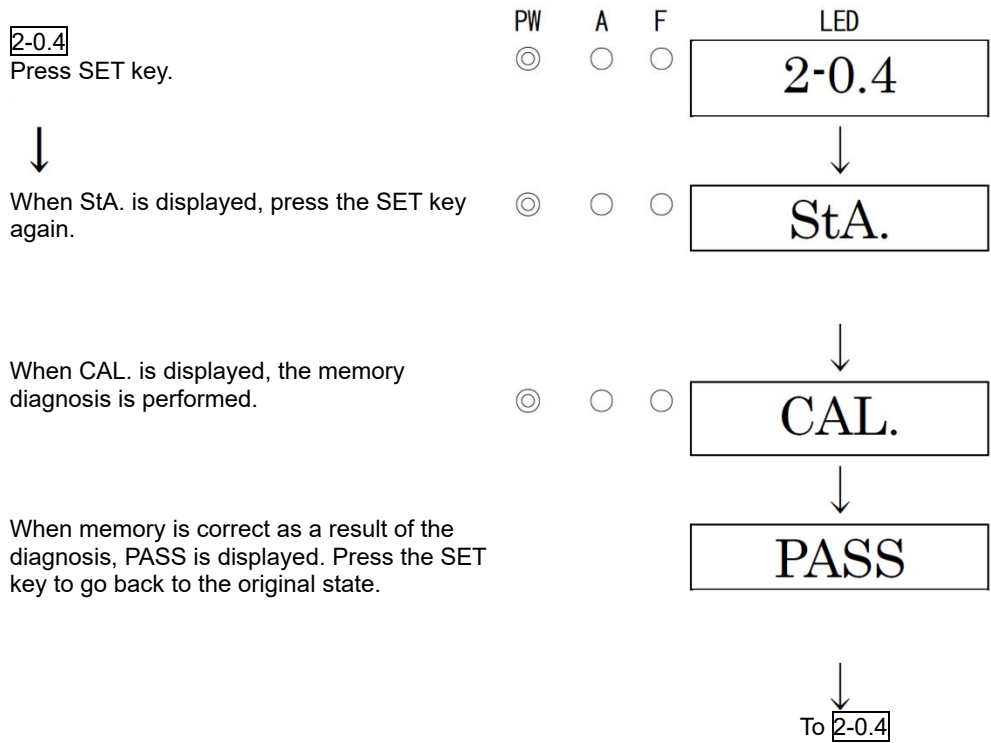 PW A F LED
2-0.4
Press SET key.
2-0.4
When StA. is displayed, press the SET key
again.
StA.
When CAL. is displayed, the memory
diagnosis is performed.
CAL.
When memory is correct as a result of the
diagnosis, PASS is displayed. Press the SET
key to go back to the original state.
PASS
To 2-0.4